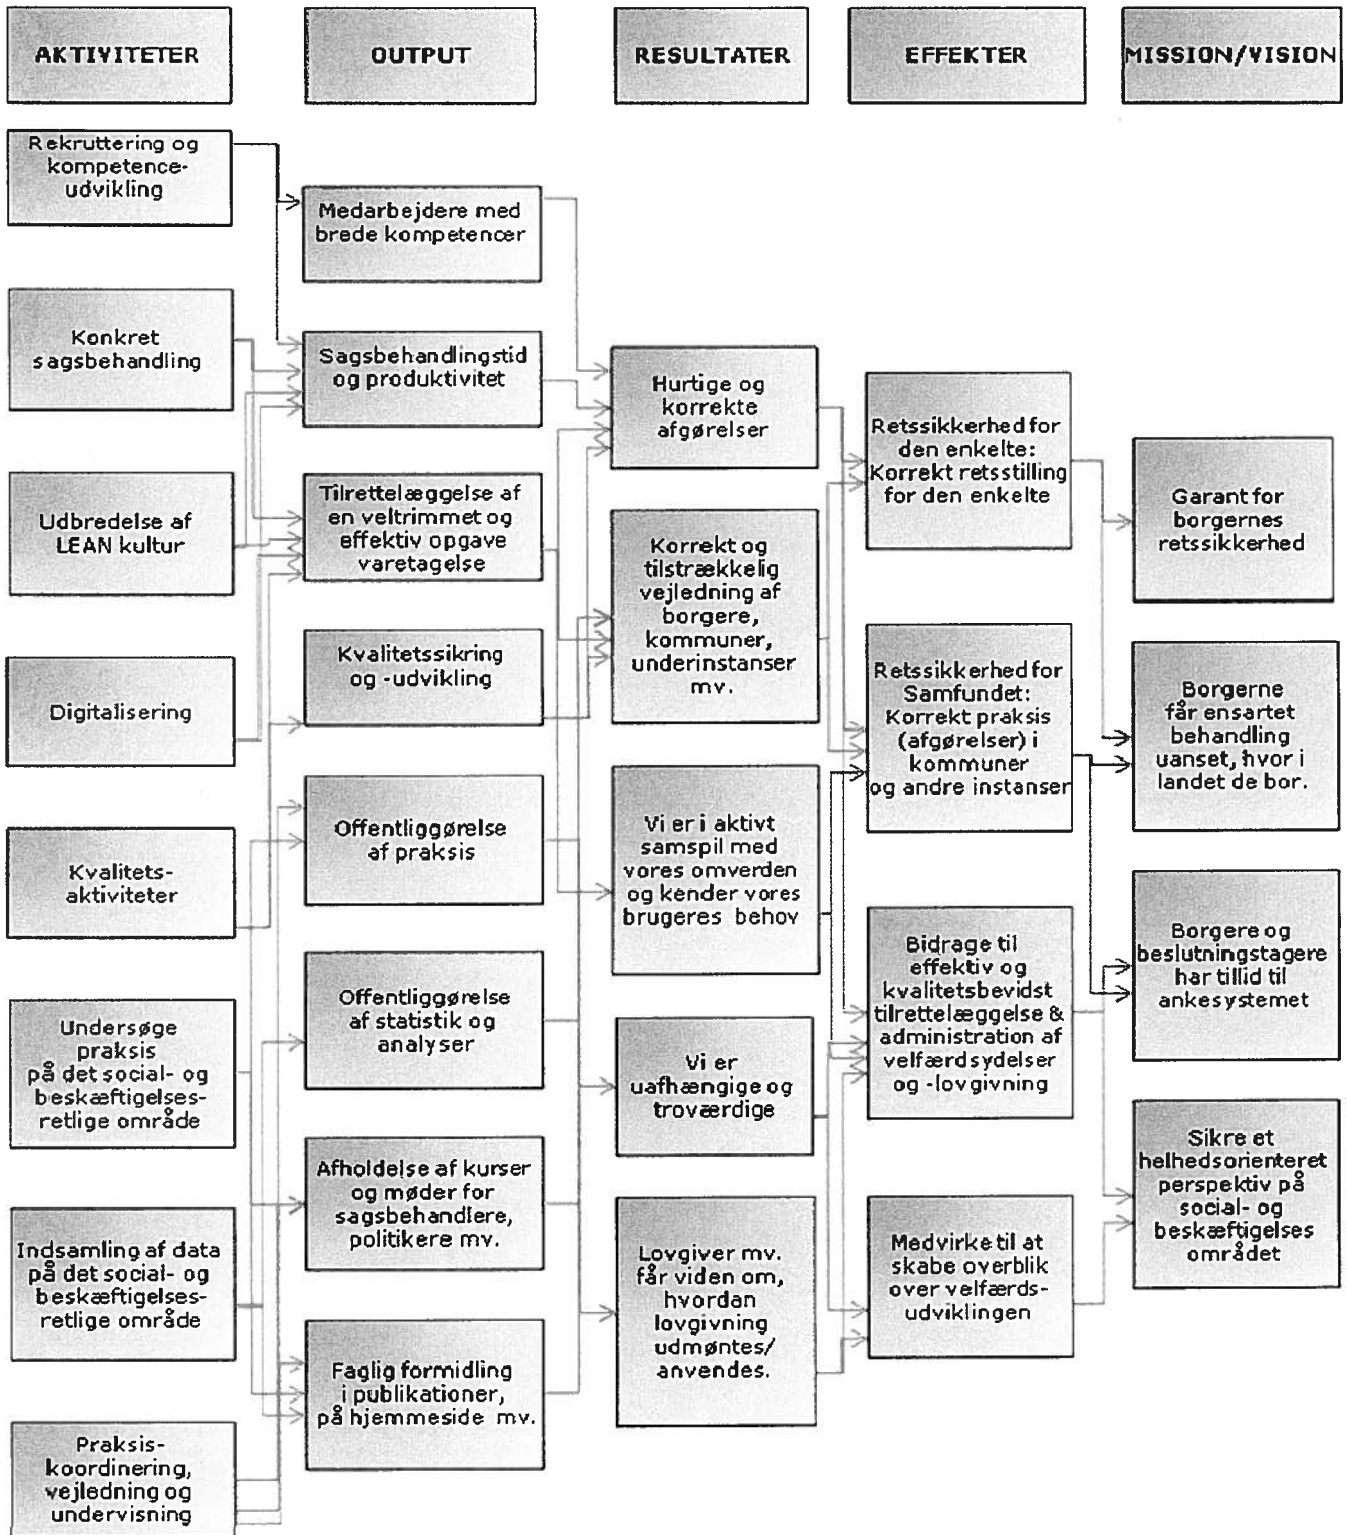 AKTIVITETER
OUTPUT
RESULTATER
EFFEKTER
MISSION/VISION
Rekruttering og
kompetence-
udvikling
Konkret
sagsbehandling
Udbredelse af
LEAN kultur
Digitalisering
Kvalitets-
aktiviteter
Undersøge
praksis
på det social- og
beskæftigelses-
retlige område
Indsamling af data
på det social- og
beskæftigelses-
retlige område
Praksis-
koordinering,
vejledning og
undervisning
Medarbejdere med
brede kompetencer
Sagsbehandlingstid
og produktivitet
Tilrettelæggelse af
en veltrimmet og
effektiv opgave
varetagelse
Kvalitetssikring
og -udvikling
Offentliggørelse
af praksis
Offentliggørelse
af statistik og
analyser
Afholdelse af kurser
og møder for
sagsbehandlere,
politikere mv.
Faglig formidling
i publikationer,
på hjemmeside mv.
Hurtige og
korrekte
afgørelser
Korrekt og
tilstrækkelig
vejledning af
borgere,
kommuner,
underinstanser
mv.
Vi er i aktivt
samspil med
vores omverden
og kender vores
brugeres behov
Vi er
uafhængige og
troværdige
Lovgiver mv.
får viden om,
hvordan
lovgivning
udmøntes/
anvendes.
Retssikkerhed for
den enkelte:
Korrekt retsstilling
for den enkelte
Retssikkerhed for
Samfundet:
Korrekt praksis
(afgørelser) i
kommuner
og andre instanser
Bidrage til
effektiv og
kvalitetsbevidst
tilrettelæggelse &
administration af
velfærdsydelser
og -lovgivning
Medvirke til at
skabe overblik
over velfærds-
udviklingen
Garant for
borgernes
retssikkerhed
Borgerne
får ensartet
behandling
uanset, hvor i
landet de bor.
Borgere og
beslutningstagere
har tillid til
ankesystemet
Sikre et
helhedsorienteret
perspektiv på
social- og
beskæftigelses
området